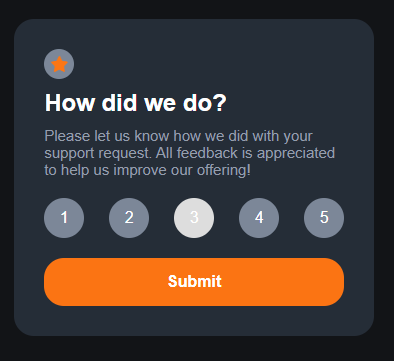 How did we do?
Please let us know how we did with your
support request. All feedback is appreciated
to help us improve our offering!
1 2 3 4 5
Submit